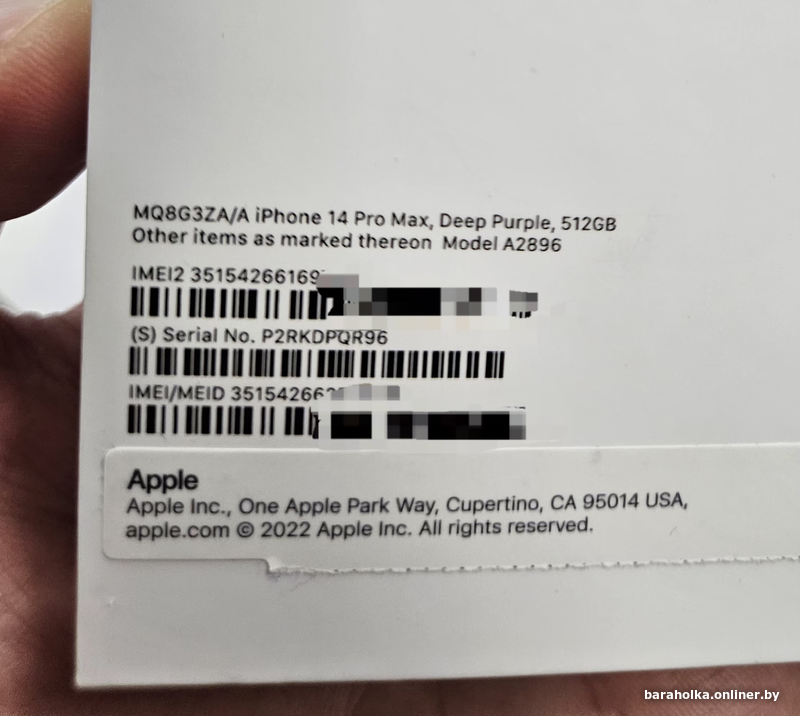 MQ8G3ZA/A iPhone 14 Pro Max, Deep Purple, 512GB
Other items as marked thereon Model A2896
IMEI2 35154266169
(S) Serial No. P2RKDPQR96
IMEI/MEID 35154266
Apple
Apple Inc., One Apple Park Way, Cupertino, CA 95014 USA,
apple.com © 2022 Apple Inc. All rights reserved.
baraholka.onliner.by